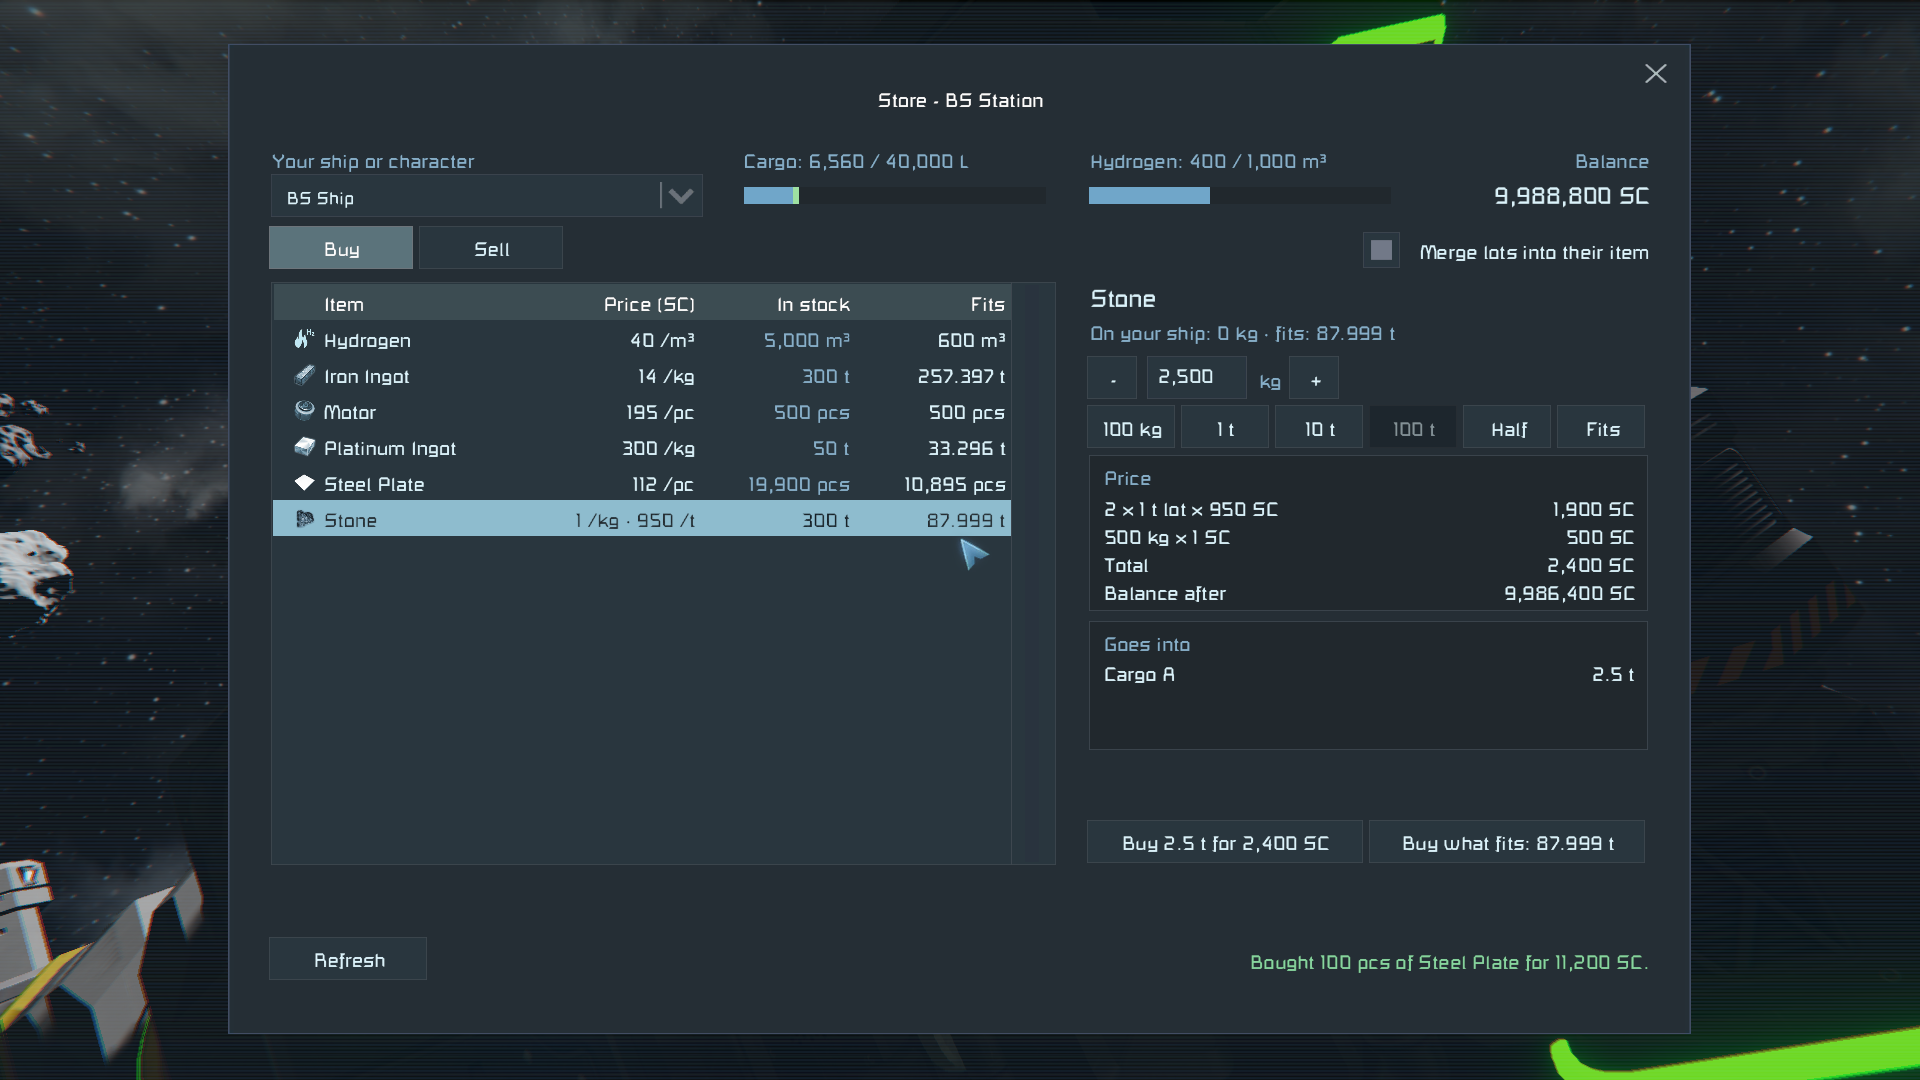 Store - BS Station
Your ship or character
Cargo: 6,560 / 40,000 L
Hydrogen: 400 / 1,000 m³
Balance
BS Ship
9,988,800 SC
Buy
Sell
Merge lots into their item
Item Price (SC) In stock Fits
Hydrogen 40 /m³ 5,000 m³ 600 m³
Iron Ingot 14 /kg 300 t 257.397 t
Motor 195 /pc 500 pcs 500 pcs
Platinum Ingot 300 /kg 50 t 33.296 t
Steel Plate 112 /pc 19,900 pcs 10,895 pcs
Stone 1 /kg · 950 /t 300 t 87.999 t
Stone
On your ship: 0 kg · fits: 87.999 t
- 2,500 kg +
100 kg 1 t 10 t 100 t Half Fits
Price
2 x 1 t lot x 950 SC 1,900 SC
500 kg x 1 SC 500 SC
Total 2,400 SC
Balance after 9,986,400 SC
Goes into
Cargo A 2.5 t
Buy 2.5 t for 2,400 SC
Buy what fits: 87.999 t
Refresh
Bought 100 pcs of Steel Plate for 11,200 SC.